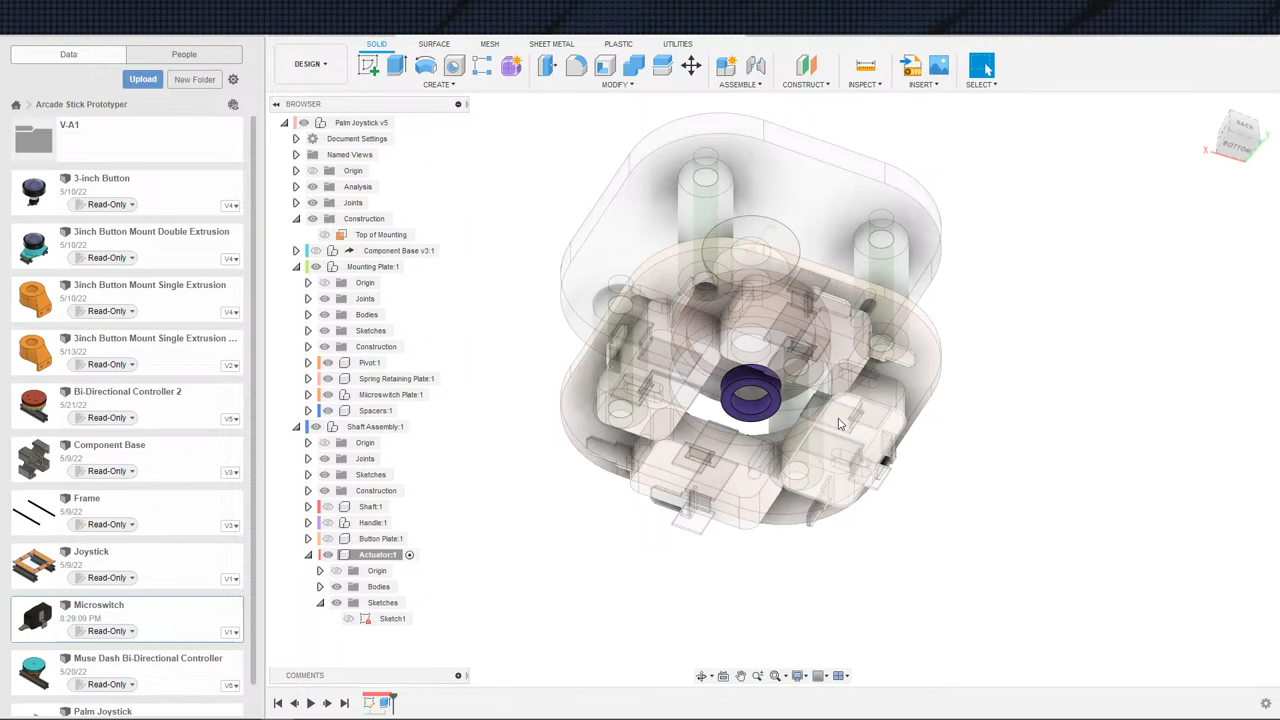 Data People
Upload New Folder
Arcade Stick Prototyper
V-A1
3-inch Button
5/10/22
Read-Only V4
3inch Button Mount Double Extrusion
5/10/22
Read-Only V4
3inch Button Mount Single Extrusion
5/10/22
Read-Only V4
3inch Button Mount Single Extrusion ...
5/13/22
Read-Only V2
Bi-Directional Controller 2
5/21/22
Read-Only V5
Component Base
5/9/22
Read-Only V3
Frame
5/9/22
Read-Only V3
Joystick
5/9/22
Read-Only V1
Microswitch
8:29:09 PM
Read-Only V1
Muse Dash Bi-Directional Controller
5/20/22
Read-Only V6
Palm Joystick
SOLID SURFACE MESH SHEET METAL PLASTIC UTILITIES
DESIGN
CREATE MODIFY ASSEMBLE CONSTRUCT INSPECT INSERT SELECT
BROWSER
Palm Joystick v5
Document Settings
Named Views
Origin
Analysis
Joints
Construction
Top of Mounting
Component Base v3:1
Mounting Plate:1
Origin
Joints
Bodies
Sketches
Construction
Pivot:1
Spring Retaining Plate:1
Miicroswitch Plate:1
Spacers:1
Shaft Assembly:1
Origin
Joints
Sketches
Construction
Shaft:1
Handle:1
Button Plate:1
Actuator:1
Origin
Bodies
Sketches
Sketch1
COMMENTS
BACK
BOTTOM
X
Y